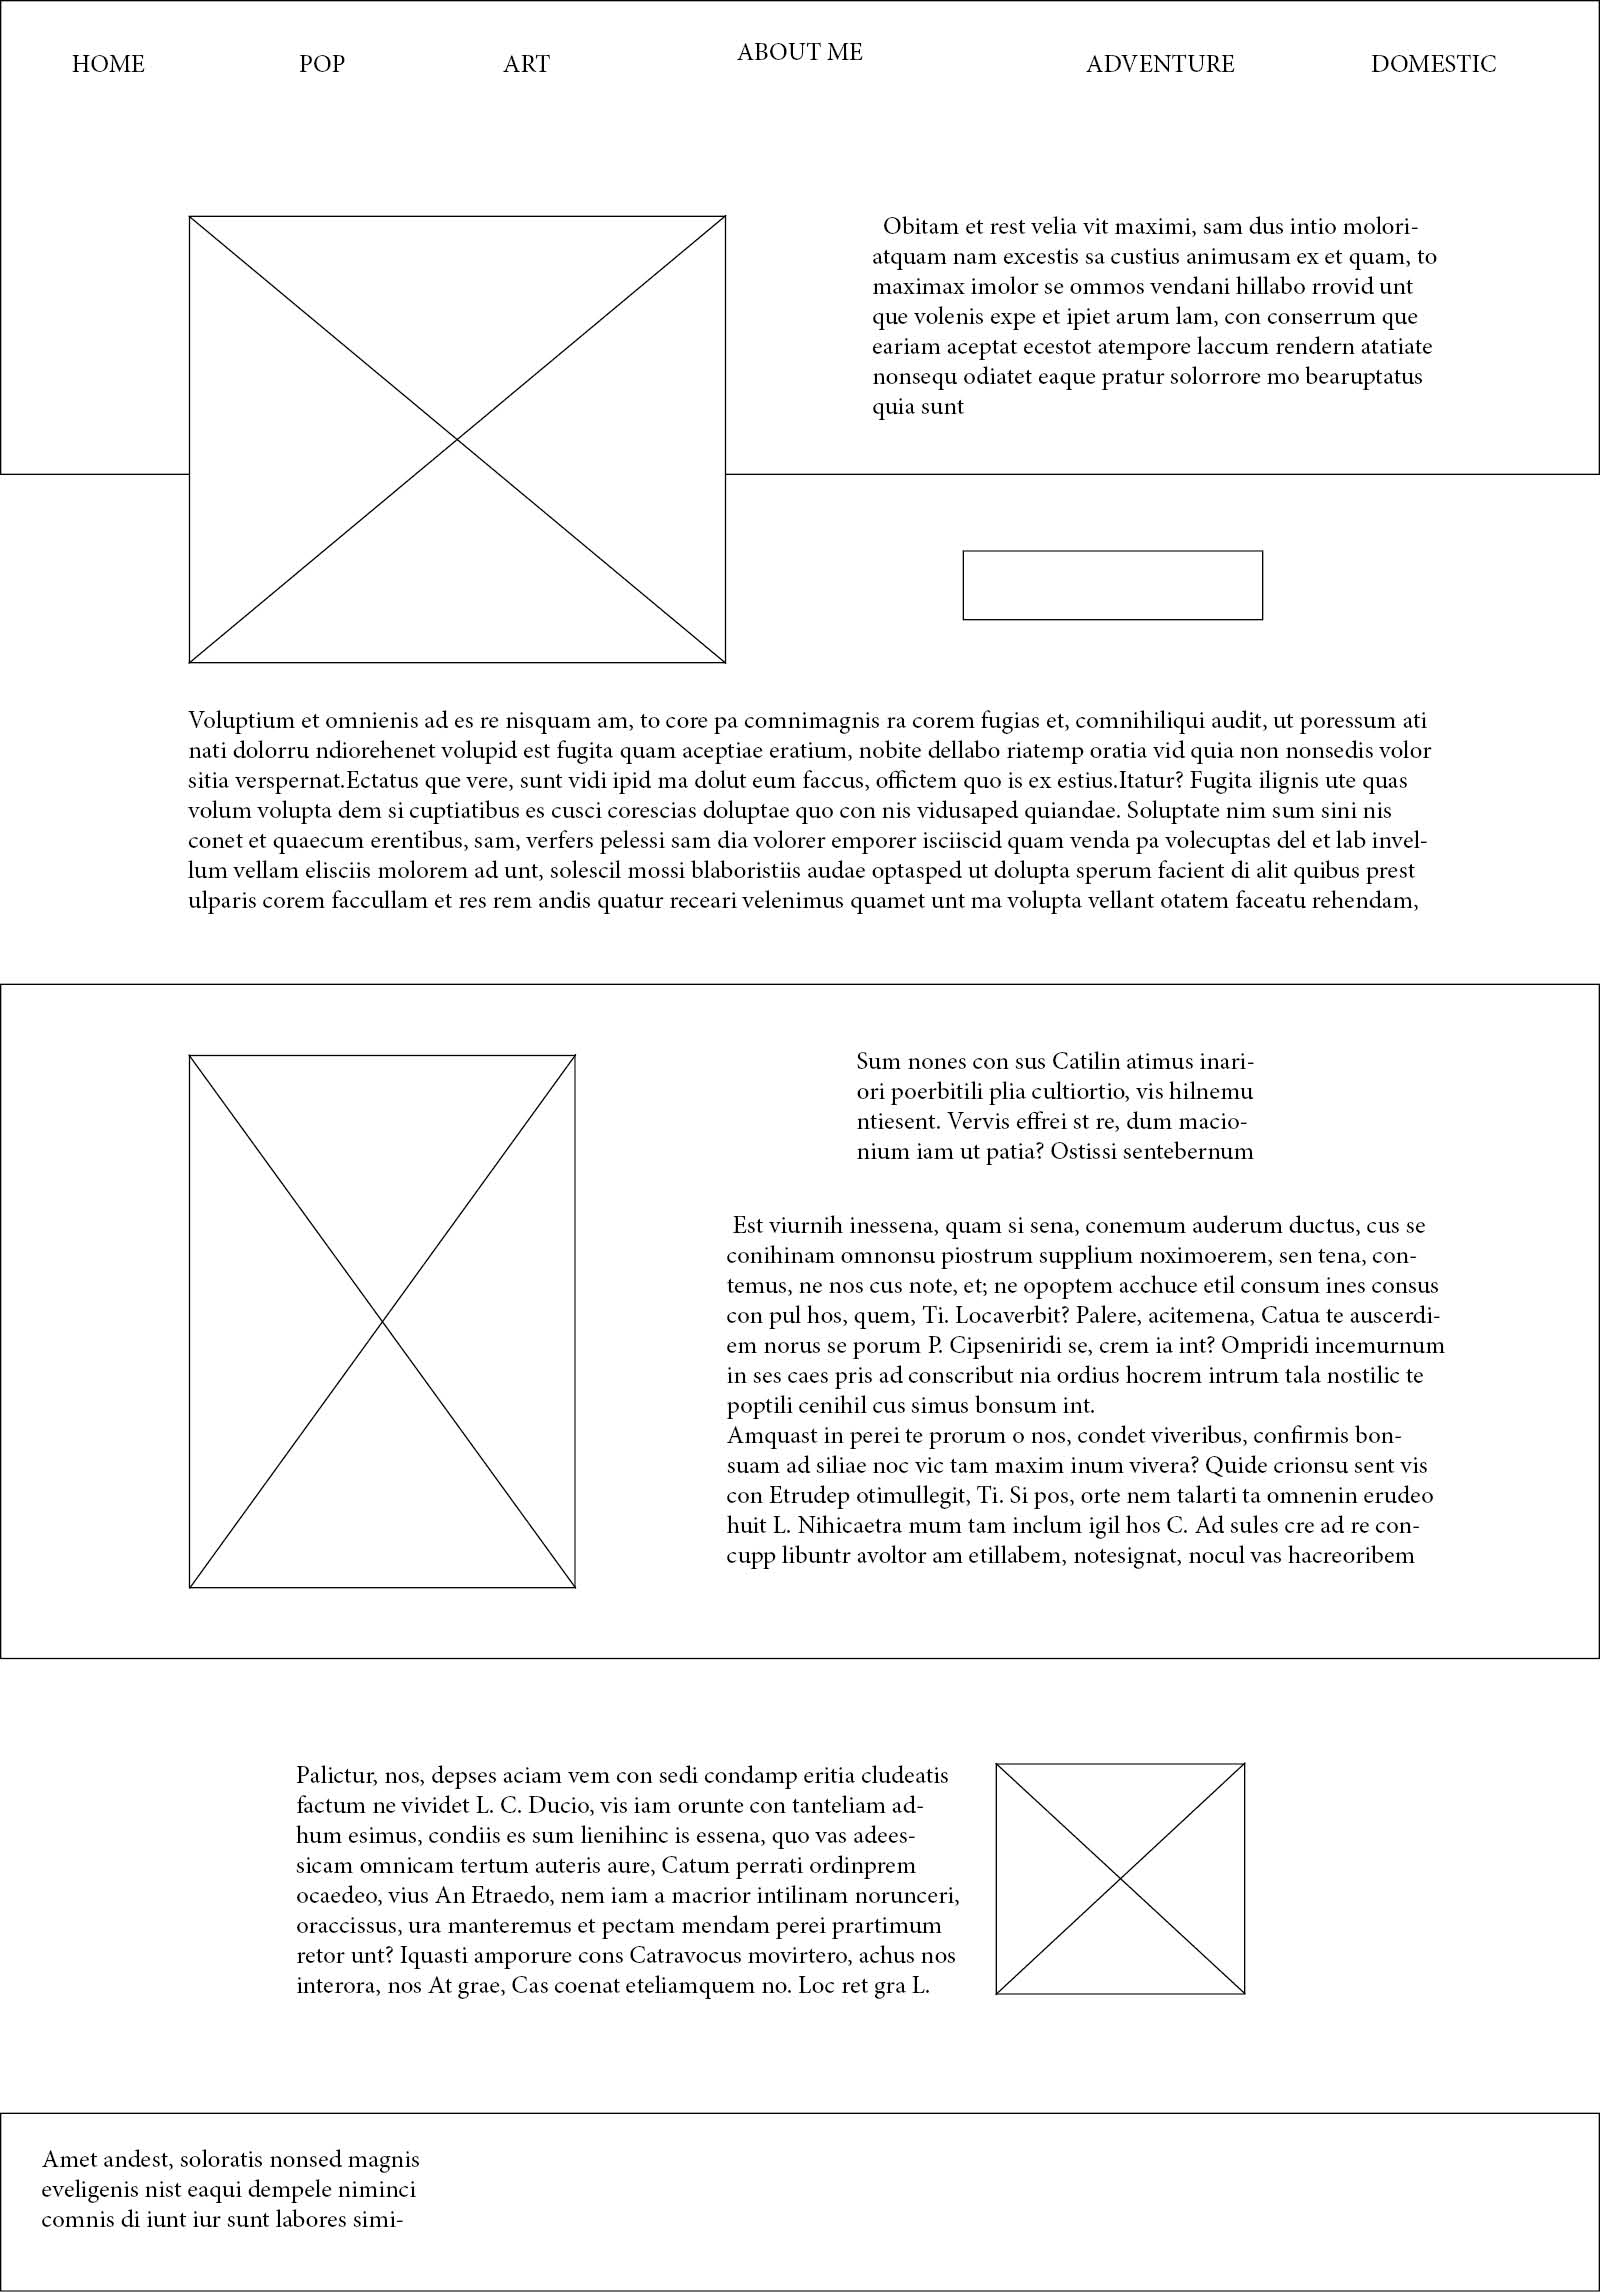 HOME POP ART ABOUT ME ADVENTURE DOMESTIC
Obitam et rest velia vit maximi, sam dus intio molori-
atquam nam excestis sa custius animusam ex et quam, to
maximax imolor se ommos vendani hillabo rrovid unt
que volenis expe et ipiet arum lam, con conserrum que
eariam aceptat ecestot atempore laccum rendern atatiate
nonsequ odiatet eaque pratur solorrore mo bearuptatus
quia sunt
Voluptium et omnienis ad es re nisquam am, to core pa comnimagnis ra corem fugias et, comnihiliqui audit, ut poressum ati
nati dolorru ndiorehenet volupid est fugita quam aceptiae eratium, nobite dellabo riatemp oratia vid quia non nonsedis volor
sitia verspernat.Ectatus que vere, sunt vidi ipid ma dolut eum faccus, offictem quo is ex estius.Itatur? Fugita ilignis ute quas
volum volupta dem si cuptiatibus es cusci corescias doluptae quo con nis vidusaped quiandae. Soluptate nim sum sini nis
conet et quaecum erentibus, sam, verfers pelessi sam dia volorer emporer isciiscid quam venda pa volecuptas del et lab invel-
lum vellam elisciis molorem ad unt, solescil mossi blaboristiis audae optasped ut dolupta sperum facient di alit quibus prest
ulparis corem faccullam et res rem andis quatur receari velenimus quamet unt ma volupta vellant otatem faceatu rehendam,
Sum nones con sus Catilin atimus inari-
ori poerbitili plia cultiortio, vis hilnemu
ntiesent. Vervis effrei st re, dum macio-
nium iam ut patia? Ostissi sentebernum
Est viurnih inessena, quam si sena, conemum auderum ductus, cus se
conihinam omnonsu piostrum supplium noximoerem, sen tena, con-
temus, ne nos cus note, et; ne opoptem acchuce etil consum ines consus
con pul hos, quem, Ti. Locaverbit? Palere, acitemena, Catua te auscerdi-
em norus se porum P. Cipseniridi se, crem ia int? Ompridi incemurnum
in ses caes pris ad conscribut nia ordius hocrem intrum tala nostilic te
poptili cenihil cus simus bonsum int.
Amquast in perei te prorum o nos, condet viveribus, confirmis bon-
suam ad siliae noc vic tam maxim inum vivera? Quide crionsu sent vis
con Etrudep otimullegit, Ti. Si pos, orte nem talarti ta omnenin erudeo
huit L. Nihicaetra mum tam inclum igil hos C. Ad sules cre ad re con-
cupp libuntr avoltor am etillabem, notesignat, nocul vas hacreoribem
Palictur, nos, depses aciam vem con sedi condamp eritia cludeatis
factum ne vividet L. C. Ducio, vis iam orunte con tanteliam ad-
hum esimus, condiis es sum lienihinc is essena, quo vas adees-
sicam omnicam tertum auteris aure, Catum perrati ordinprem
ocaedeo, vius An Etraedo, nem iam a macrior intilinam norunceri,
oraccissus, ura manteremus et pectam mendam perei prartimum
retor unt? Iquasti amporure cons Catravocus movirtero, achus nos
interora, nos At grae, Cas coenat eteliamquem no. Loc ret gra L.
Amet andest, soloratis nonsed magnis
eveligenis nist eaqui dempele niminci
comnis di iunt iur sunt labores simi-